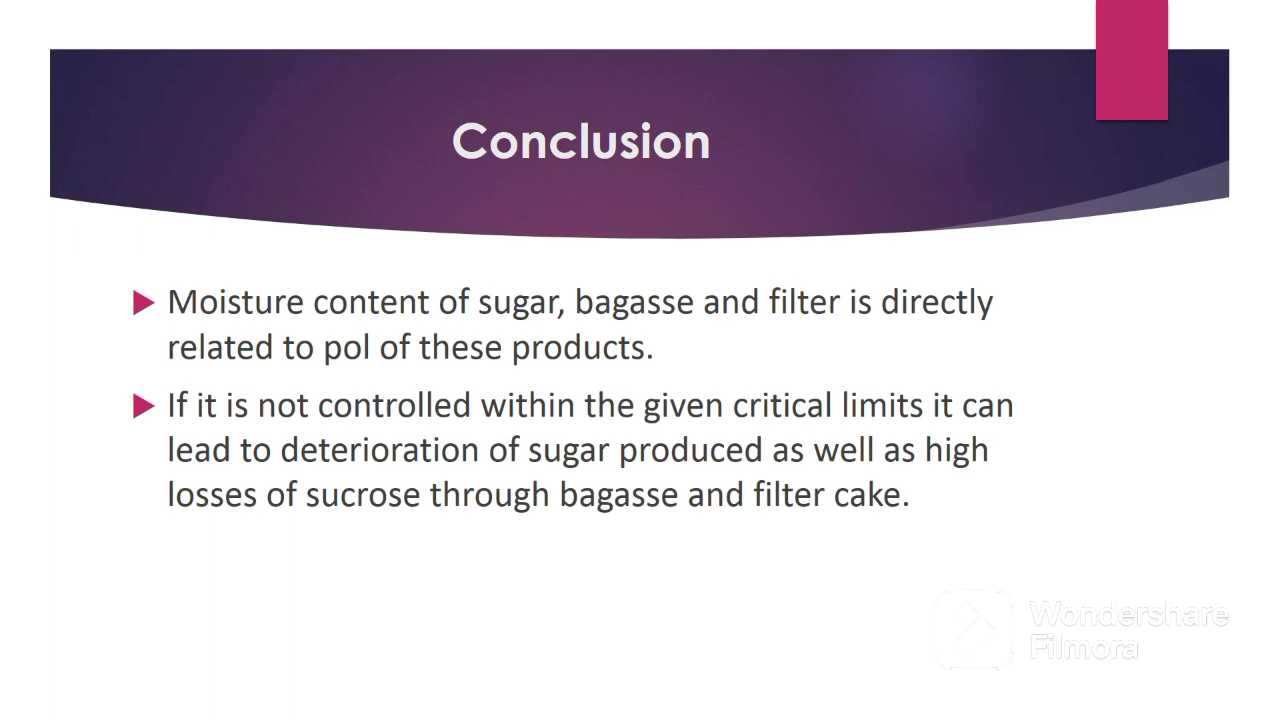 Conclusion
Moisture content of sugar, bagasse and filter is directly
related to pol of these products.
If it is not controlled within the given critical limits it can
lead to deterioration of sugar produced as well as high
losses of sucrose through bagasse and filter cake.
Wondershare
Filmora